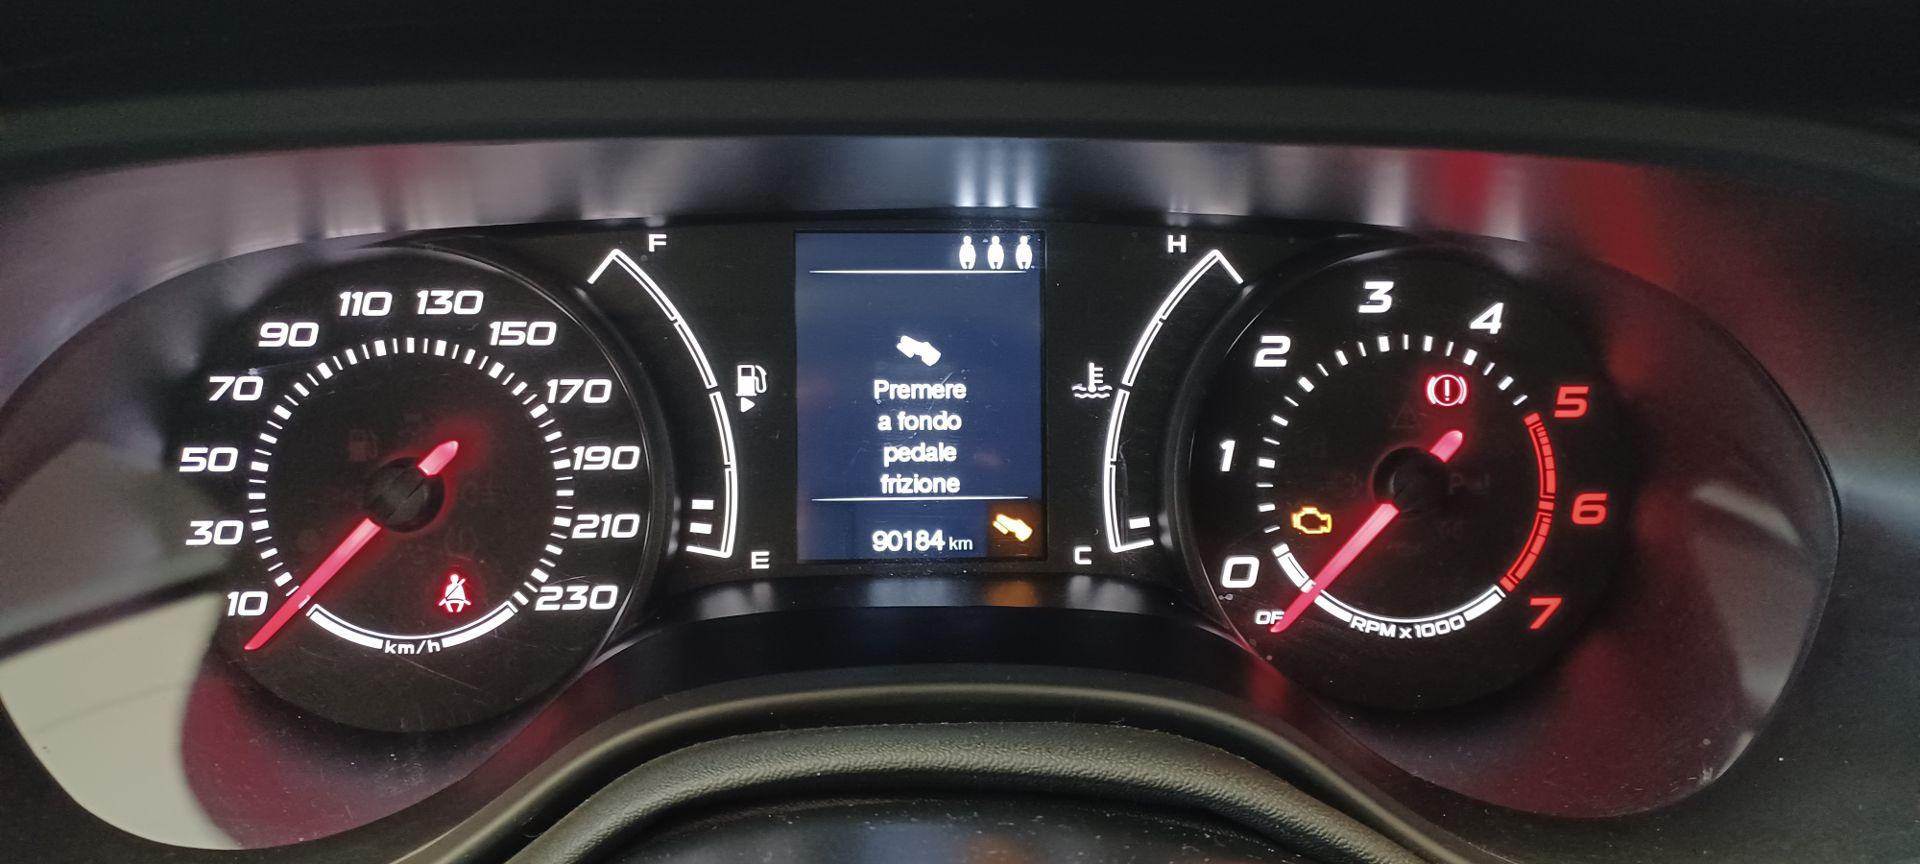 F
H
110 130
90 150
70 170
50 190
30 210
10 230
km/h
E
Premere
a fondo
pedale
frizione
90184 km
C
3
2 4
1 5
0 6
7
RPM x 1000